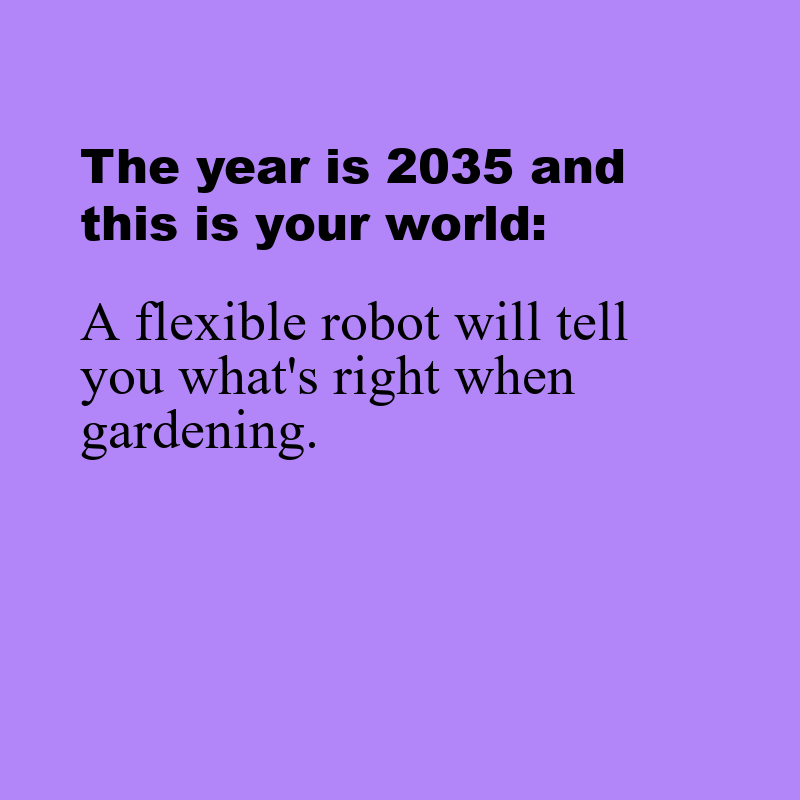 The year is 2035 and
this is your world:
A flexible robot will tell
you what's right when
gardening.